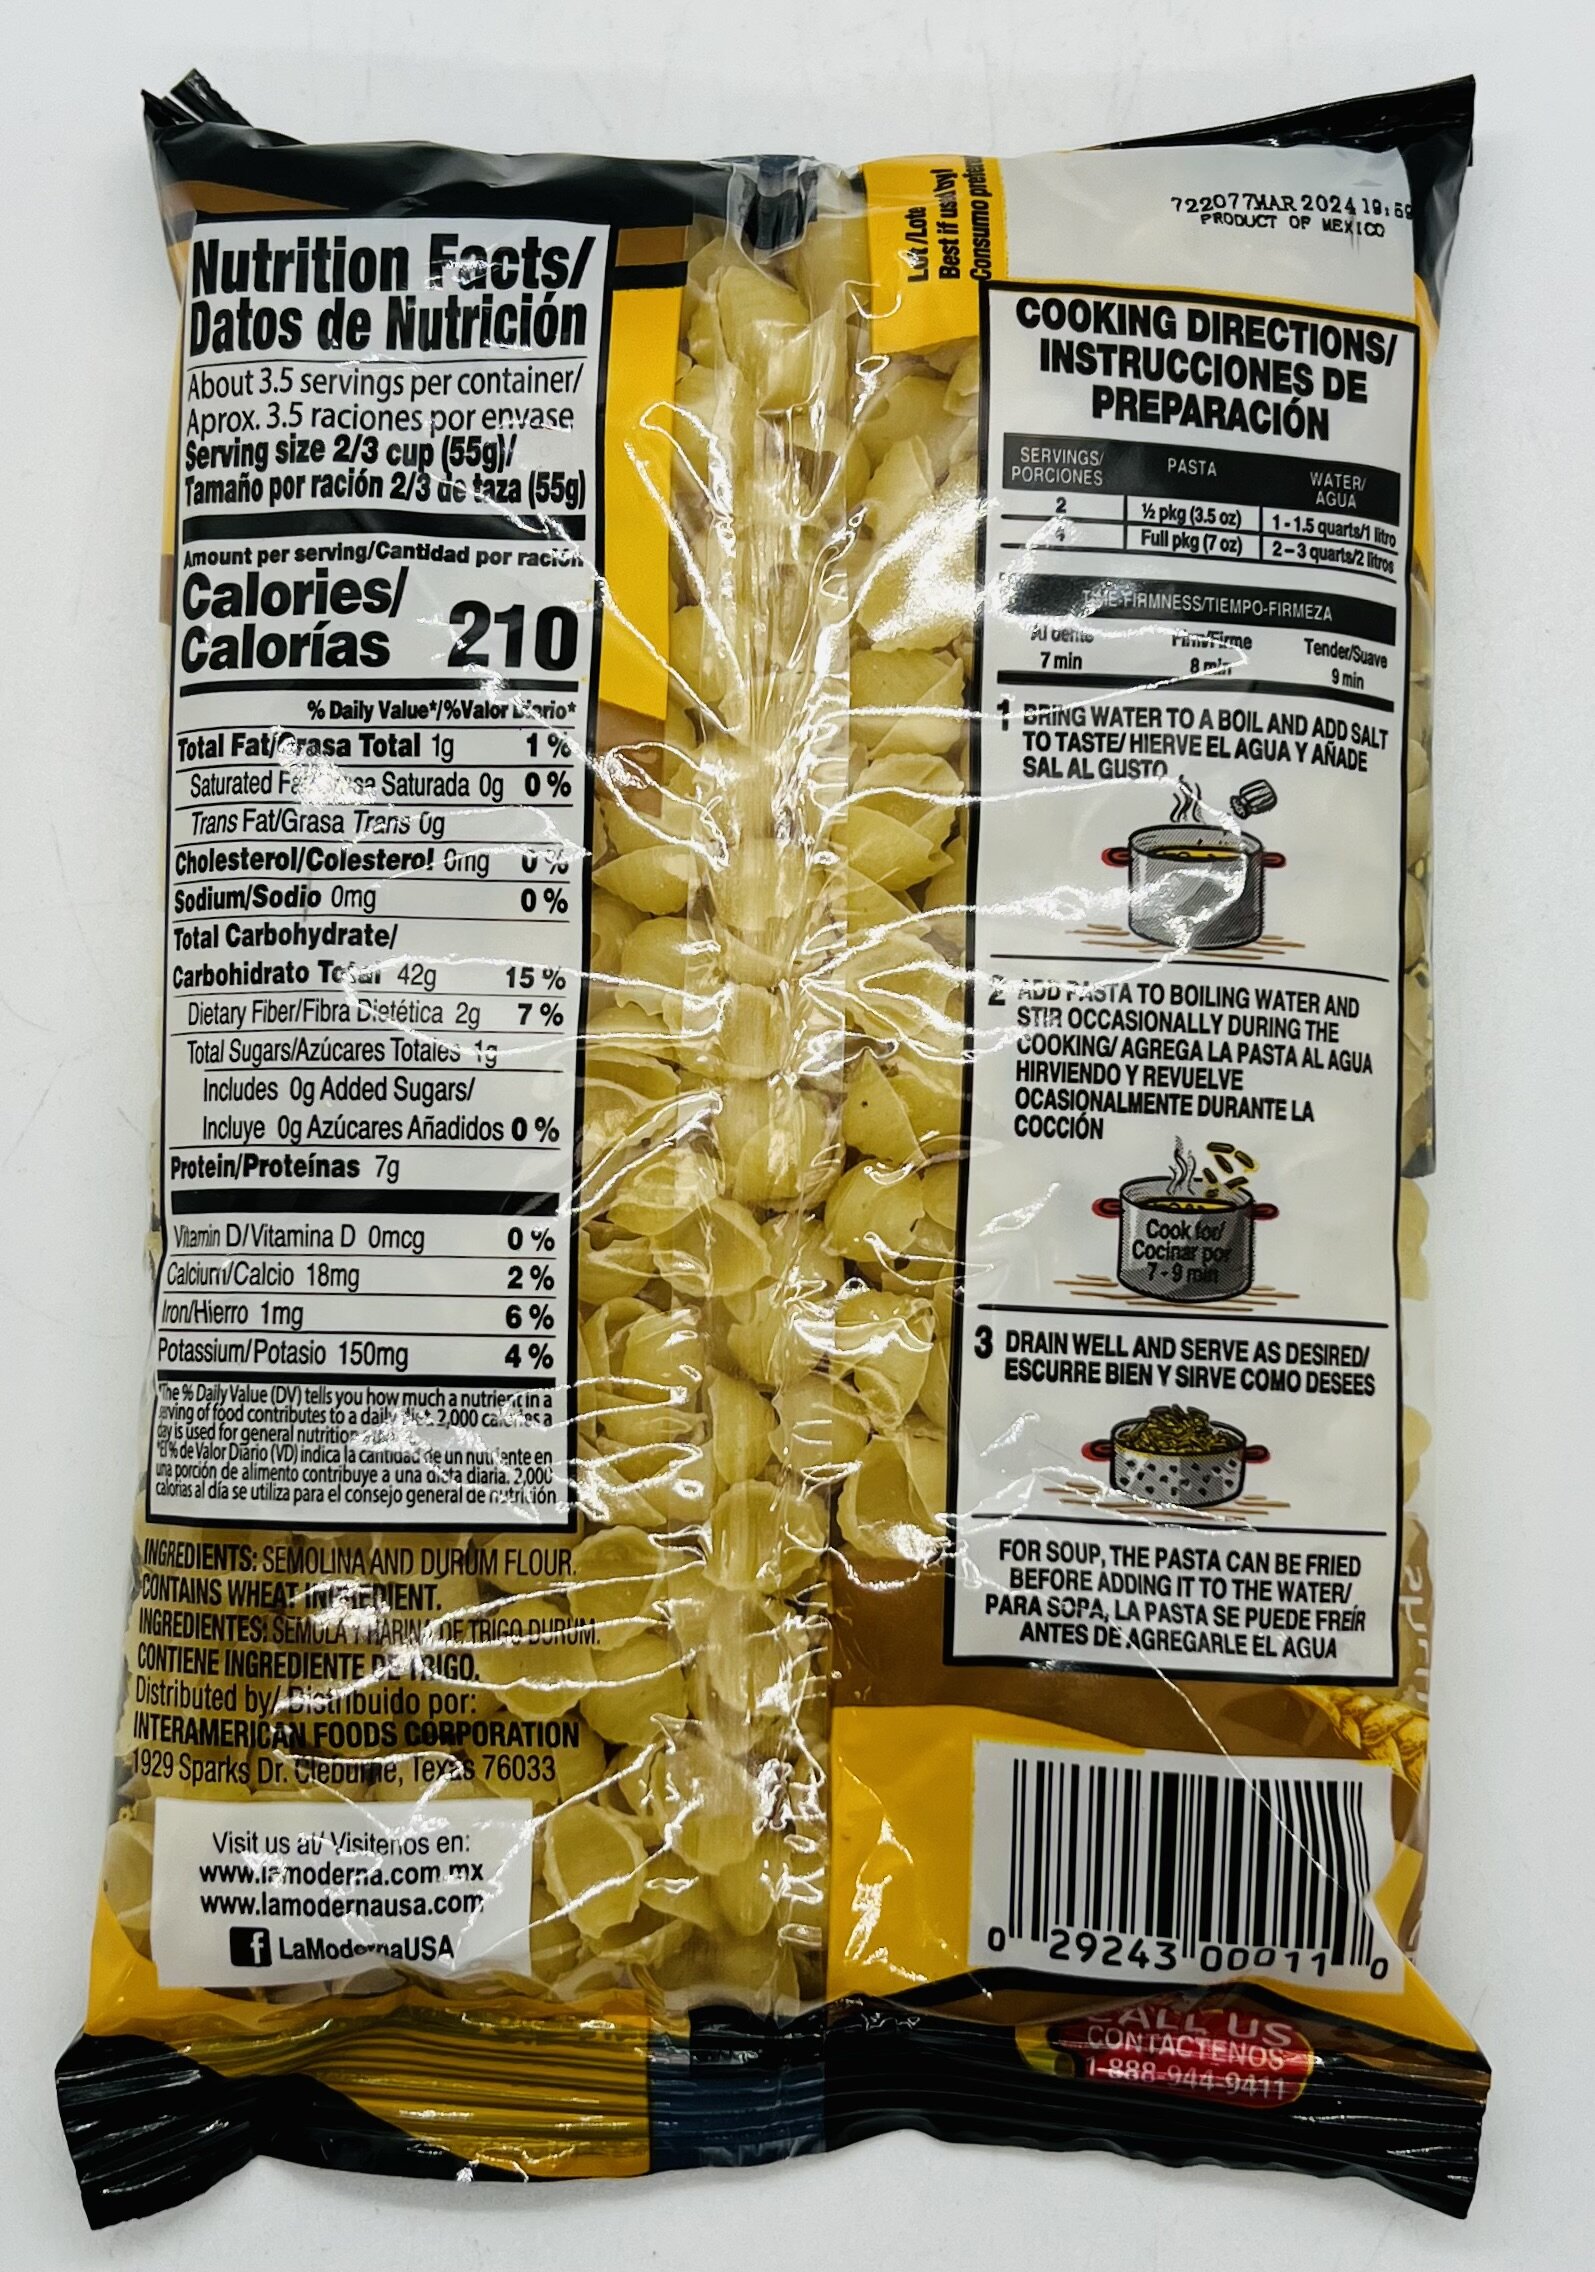 Nutrition Facts/
Datos de Nutrición
About 3.5 servings per container/
Aprox. 3.5 raciones por envase
Serving size 2/3 cup (55g)/
Tamaño por ración 2/3 de taza (55g)
Amount per serving/Cantidad por ración
Calories/
Calorías 210
% Daily Value*/%Valor Diario*
Total Fat/Grasa Total 1g 1 %
Saturated Fat/Grasa Saturada 0g 0 %
Trans Fat/Grasa Trans 0g
Cholesterol/Colesterol 0mg 0 %
Sodium/Sodio 0mg 0 %
Total Carbohydrate/
Carbohidrato Total 42g 15 %
Dietary Fiber/Fibra Dietética 2g 7 %
Total Sugars/Azúcares Totales 1g
Includes 0g Added Sugars/
Incluye 0g Azúcares Añadidos 0 %
Protein/Proteínas 7g
Vitamin D/Vitamina D 0mcg 0 %
Calcium/Calcio 18mg 2 %
Iron/Hierro 1mg 6 %
Potassium/Potasio 150mg 4 %
*The % Daily Value (DV) tells you how much a nutrient in a
serving of food contributes to a daily diet. 2,000 calories a
day is used for general nutrition
*El % de Valor Diario (VD) indica la cantidad de un nutriente en
una porción de alimento contribuye a una dieta diaria. 2,000
calorías al día se utiliza para el consejo general de nutrición
INGREDIENTS: SEMOLINA AND DURUM FLOUR.
CONTAINS WHEAT INGREDIENT.
INGREDIENTES: SEMOLA Y HARINA DE TRIGO DURUM.
CONTIENE INGREDIENTE DE TRIGO.
Distributed by/ Distribuido por:
INTERAMERICAN FOODS CORPORATION
1929 Sparks Dr. Cleburne, Texas 76033
Visit us at/ Visitenos en:
www.lamoderna.com.mx
www.lamodernausa.com
f LaModernaUSA
Lot /Lote
Best if used by/
Consumo
722077MAR 2024 19:59
PRODUCT OF MEXICO
COOKING DIRECTIONS/
INSTRUCCIONES DE
PREPARACIÓN
SERVINGS/ PASTA WATER/
PORCIONES AGUA
2 ½ pkg (3.5 oz) 1-1.5 quarts/1 litro
4 Full pkg (7 oz) 2-3 quarts/2 litros
TIME-FIRMNESS/TIEMPO-FIRMEZA
Al dente Firm/Firme Tender/Suave
7 min 8 min 9 min
1 BRING WATER TO A BOIL AND ADD SALT
TO TASTE/ HIERVE EL AGUA Y AÑADE
SAL AL GUSTO
2 ADD PASTA TO BOILING WATER AND
STIR OCCASIONALLY DURING THE
COOKING/ AGREGA LA PASTA AL AGUA
HIRVIENDO Y REVUELVE
OCASIONALMENTE DURANTE LA
COCCIÓN
Cook for/
Cocinar por
7-9 min
3 DRAIN WELL AND SERVE AS DESIRED/
ESCURRE BIEN Y SIRVE COMO DESEES
FOR SOUP, THE PASTA CAN BE FRIED
BEFORE ADDING IT TO THE WATER/
PARA SOPA, LA PASTA SE PUEDE FREÍR
ANTES DE AGREGARLE EL AGUA
0 29243 00011 0
CALL US
CONTACTENOS
1-888-944-9411